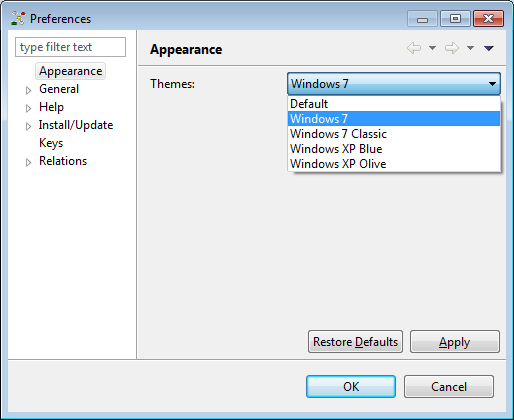 Preferences
type filter text
Appearance
General
Help
Install/Update
Keys
Relations
Appearance
Themes:
Windows 7
Default
Windows 7
Windows 7 Classic
Windows XP Blue
Windows XP Olive
Restore Defaults
Apply
OK
Cancel